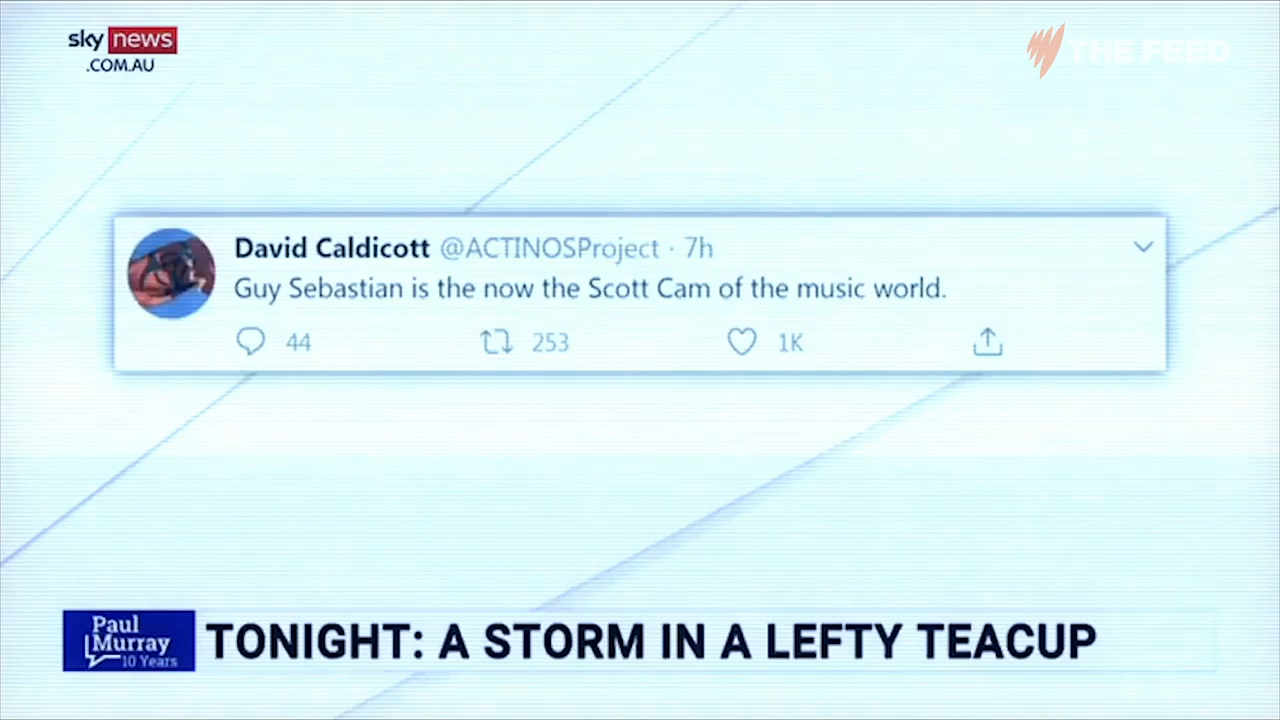 sky news
.COM.AU
THE FEED
David Caldicott @ACTINOSProject · 7h
Guy Sebastian is the now the Scott Cam of the music world.
44 253 1K
Paul
Murray
10 Years
TONIGHT: A STORM IN A LEFTY TEACUP